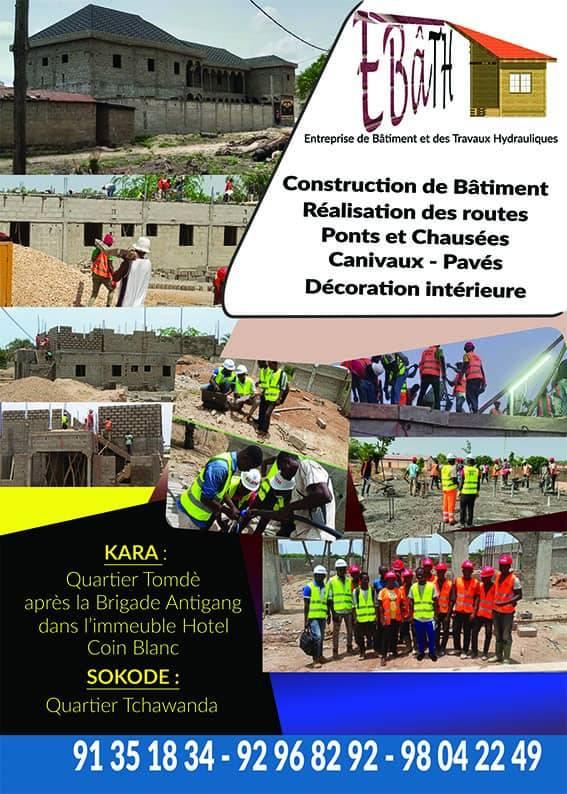 EBâTH
Entreprise de Bâtiment et des Travaux Hydrauliques
Construction de Bâtiment
Réalisation des routes
Ponts et Chausées
Canivaux - Pavés
Décoration intérieure
KARA :
Quartier Tomdè
après la Brigade Antigang
dans l'immeuble Hotel
Coin Blanc
SOKODE :
Quartier Tchawanda
91 35 18 34 - 92 96 82 92 - 98 04 22 49